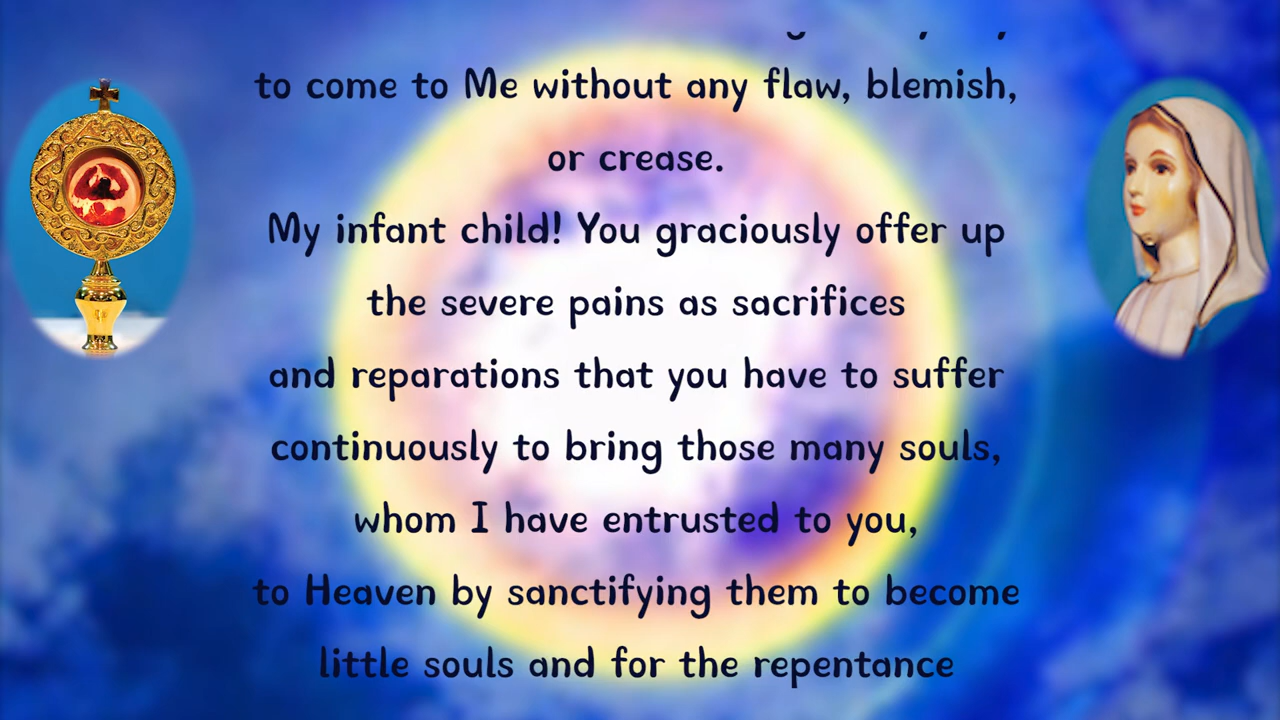 to come to Me without any flaw, blemish,
or crease.
My infant child! You graciously offer up
the severe pains as sacrifices
and reparations that you have to suffer
continuously to bring those many souls,
whom I have entrusted to you,
to Heaven by sanctifying them to become
little souls and for the repentance